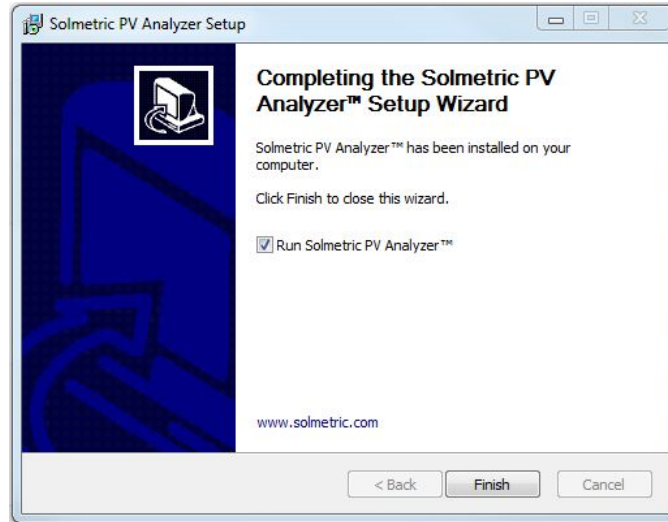 Solmetric PV Analyzer Setup
Completing the Solmetric PV
Analyzer™ Setup Wizard
Solmetric PV Analyzer™ has been installed on your
computer.
Click Finish to close this wizard.
Run Solmetric PV Analyzer™
www.solmetric.com
< Back Finish Cancel